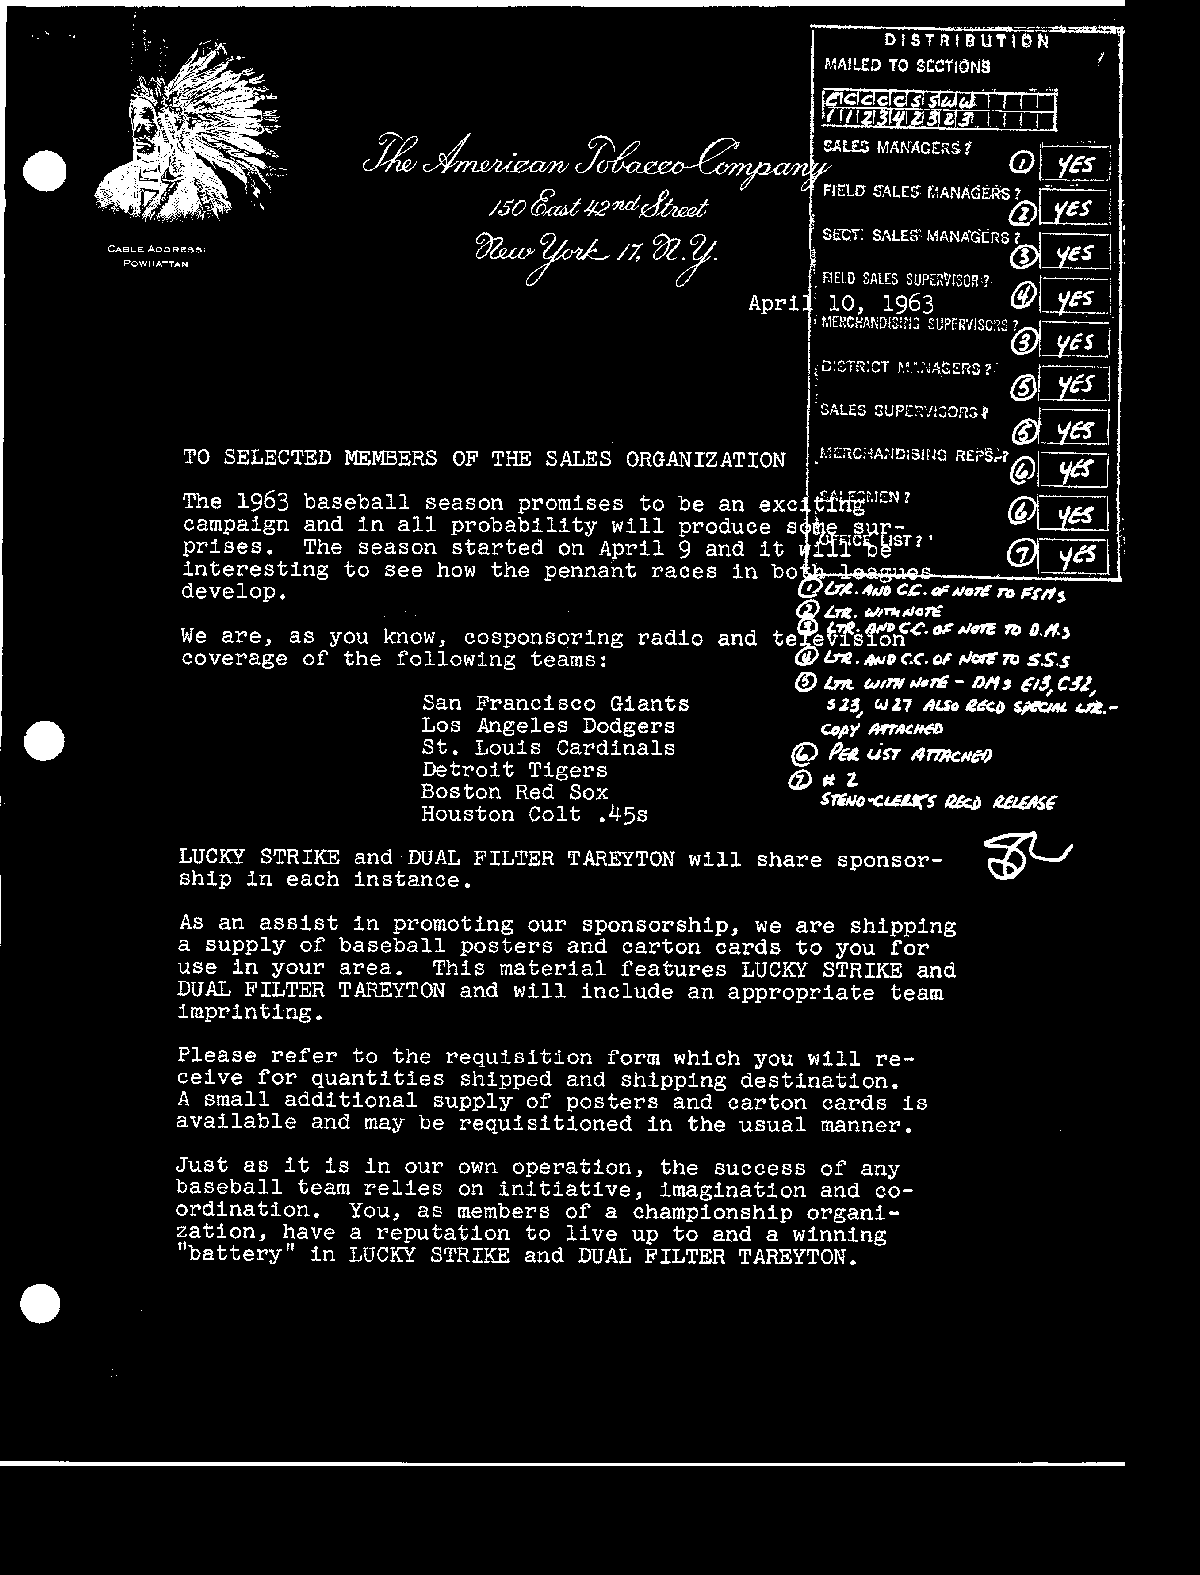 DISTRIBUTION
MAILED TO SECTIONS
C C C C C S S W W
1 1 2 3 4 2 3 2 3
SALES MANAGERS? ① YES
FIELD SALES MANAGERS? ② YES
SECT. SALES MANAGERS? ③ YES
FIELD SALES SUPERVISOR? ④ YES
MERCHANDISING SUPERVISORS? ③ YES
DISTRICT MANAGERS? ⑤ YES
SALES SUPERVISORS? ⑤ YES
MERCHANDISING REPS.? ⑥ YES
SALESMEN? ⑥ YES
OFFICE LIST? ⑦ YES
① LTR. AND C.C. OF NOTE TO FSMs
② LTR. WITH NOTE
③ LTR. AND C.C. OF NOTE TO D.M.s
④ LTR. AND C.C. OF NOTE TO S.S.s
⑤ LTR WITH NOTE - DMs E13, C32,
S23, W27 ALSO RECD SPECIAL LTR.-
COPY ATTACHED
⑥ PER LIST ATTACHED
⑦ # 2
STENO-CLERK'S RECD RELEASE
CABLE ADDRESS:
POWHATTAN
The American Tobacco Company
150 East 42nd Street
New York 17, N.Y.
April 10, 1963
TO SELECTED MEMBERS OF THE SALES ORGANIZATION
The 1963 baseball season promises to be an exciting
campaign and in all probability will produce some sur-
prises. The season started on April 9 and it will be
interesting to see how the pennant races in both leagues
develop.
We are, as you know, cosponsoring radio and television
coverage of the following teams:
San Francisco Giants
Los Angeles Dodgers
St. Louis Cardinals
Detroit Tigers
Boston Red Sox
Houston Colt .45s
LUCKY STRIKE and DUAL FILTER TAREYTON will share sponsor-
ship in each instance.
As an assist in promoting our sponsorship, we are shipping
a supply of baseball posters and carton cards to you for
use in your area. This material features LUCKY STRIKE and
DUAL FILTER TAREYTON and will include an appropriate team
imprinting.
Please refer to the requisition form which you will re-
ceive for quantities shipped and shipping destination.
A small additional supply of posters and carton cards is
available and may be requisitioned in the usual manner.
Just as it is in our own operation, the success of any
baseball team relies on initiative, imagination and co-
ordination. You, as members of a championship organi-
zation, have a reputation to live up to and a winning
"battery" in LUCKY STRIKE and DUAL FILTER TAREYTON.